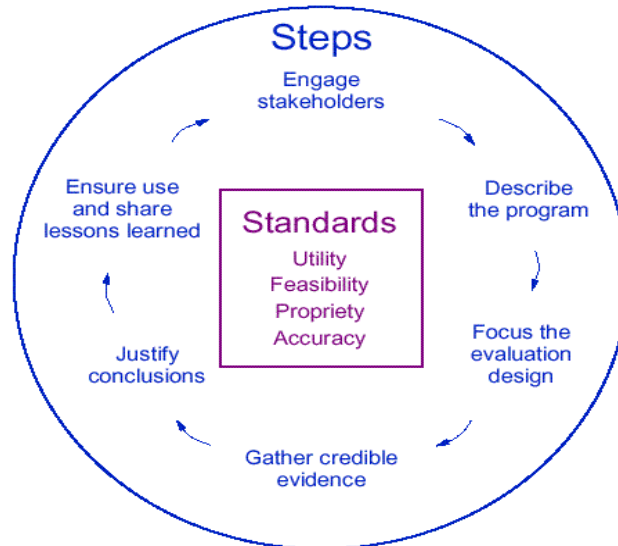 Steps
Engage
stakeholders
Describe
the program
Focus the
evaluation
design
Gather credible
evidence
Justify
conclusions
Ensure use
and share
lessons learned
Standards
Utility
Feasibility
Propriety
Accuracy